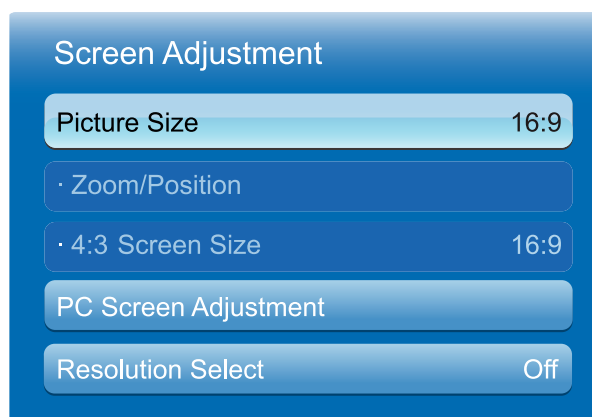 Screen Adjustment
Picture Size 16:9
· Zoom/Position
· 4:3 Screen Size 16:9
PC Screen Adjustment
Resolution Select Off